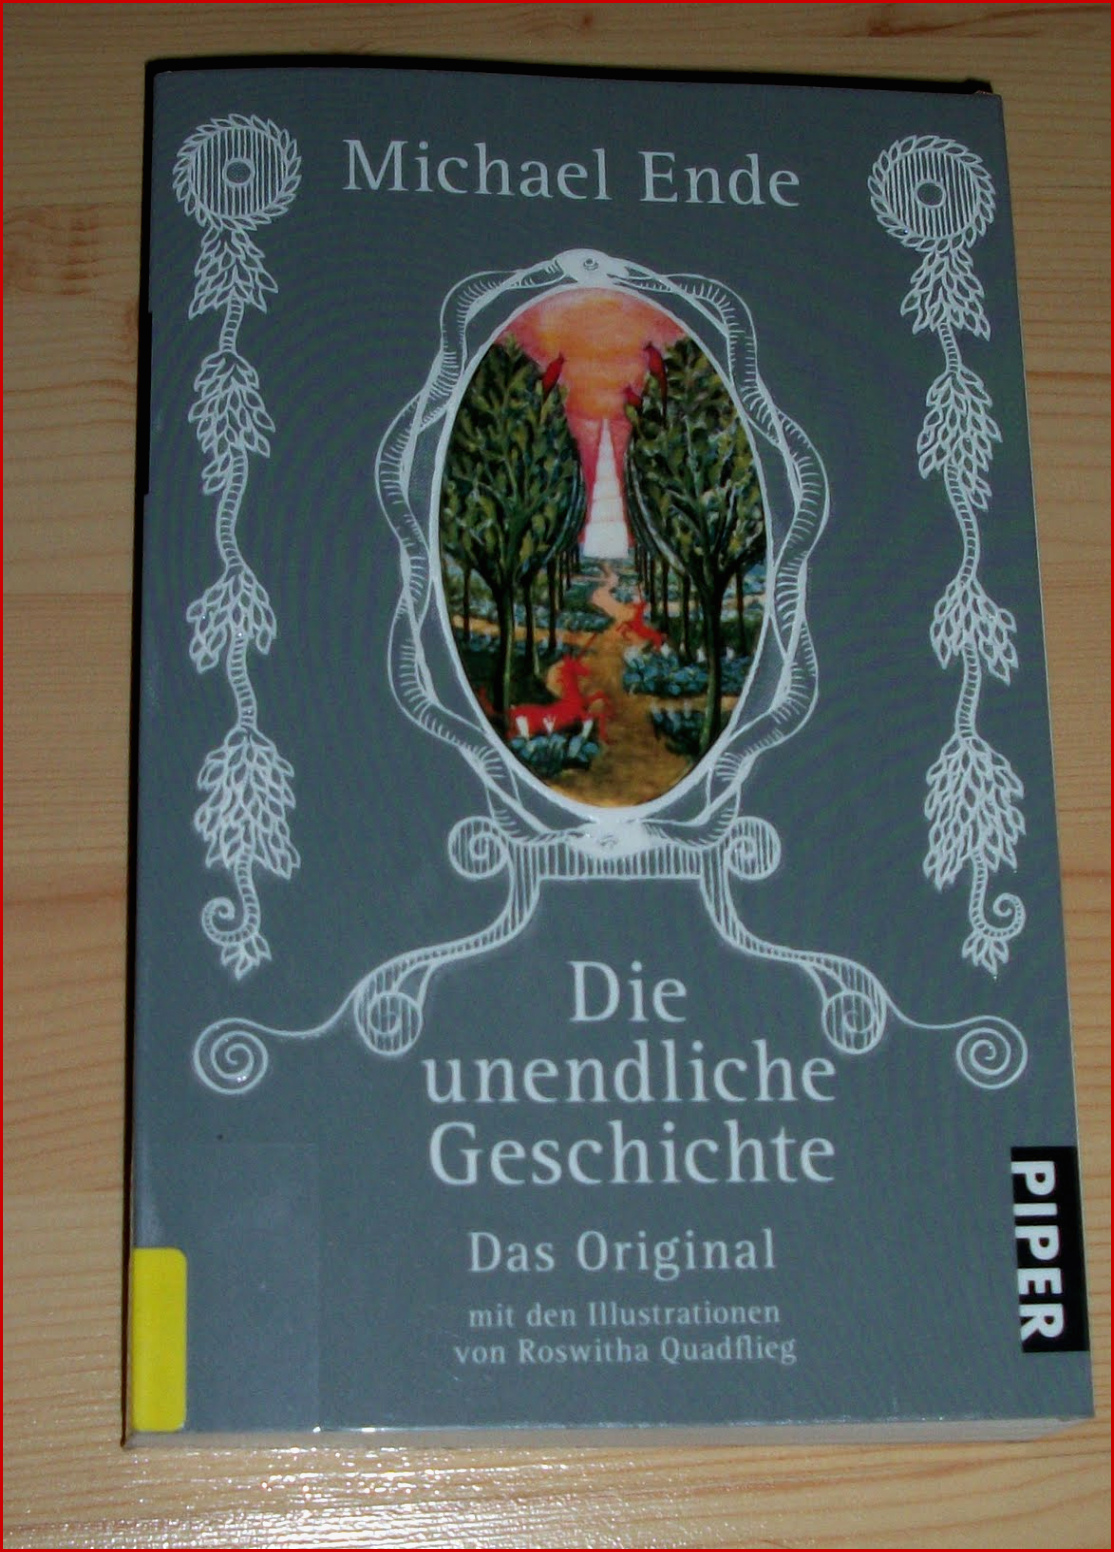 Michael Ende
Die
unendliche
Geschichte
Das Original
mit den Illustrationen
von Roswitha Quadflieg
PIPER